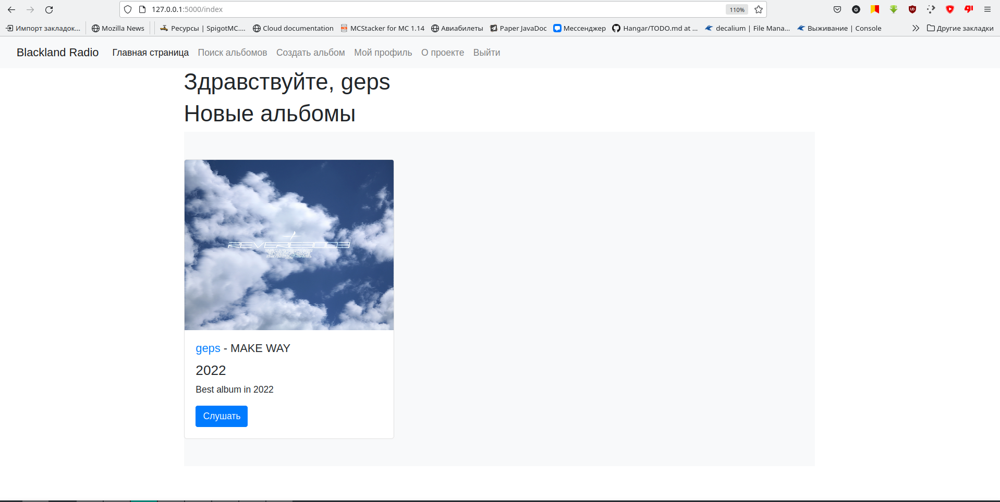 127.0.0.1:5000/index
110%
Импорт закладок...
Mozilla News
Ресурсы | SpigotMC....
Cloud documentation
MCStacker for MC 1.14
Авиабилеты
Paper JavaDoc
Мессенджер
Hangar/TODO.md at ...
decalium | File Mana...
Выживание | Console
Другие закладки
Blackland Radio
Главная страница
Поиск альбомов
Создать альбом
Мой профиль
О проекте
Выйти
Здравствуйте, geps
Новые альбомы
geps - MAKE WAY
2022
Best album in 2022
Слушать